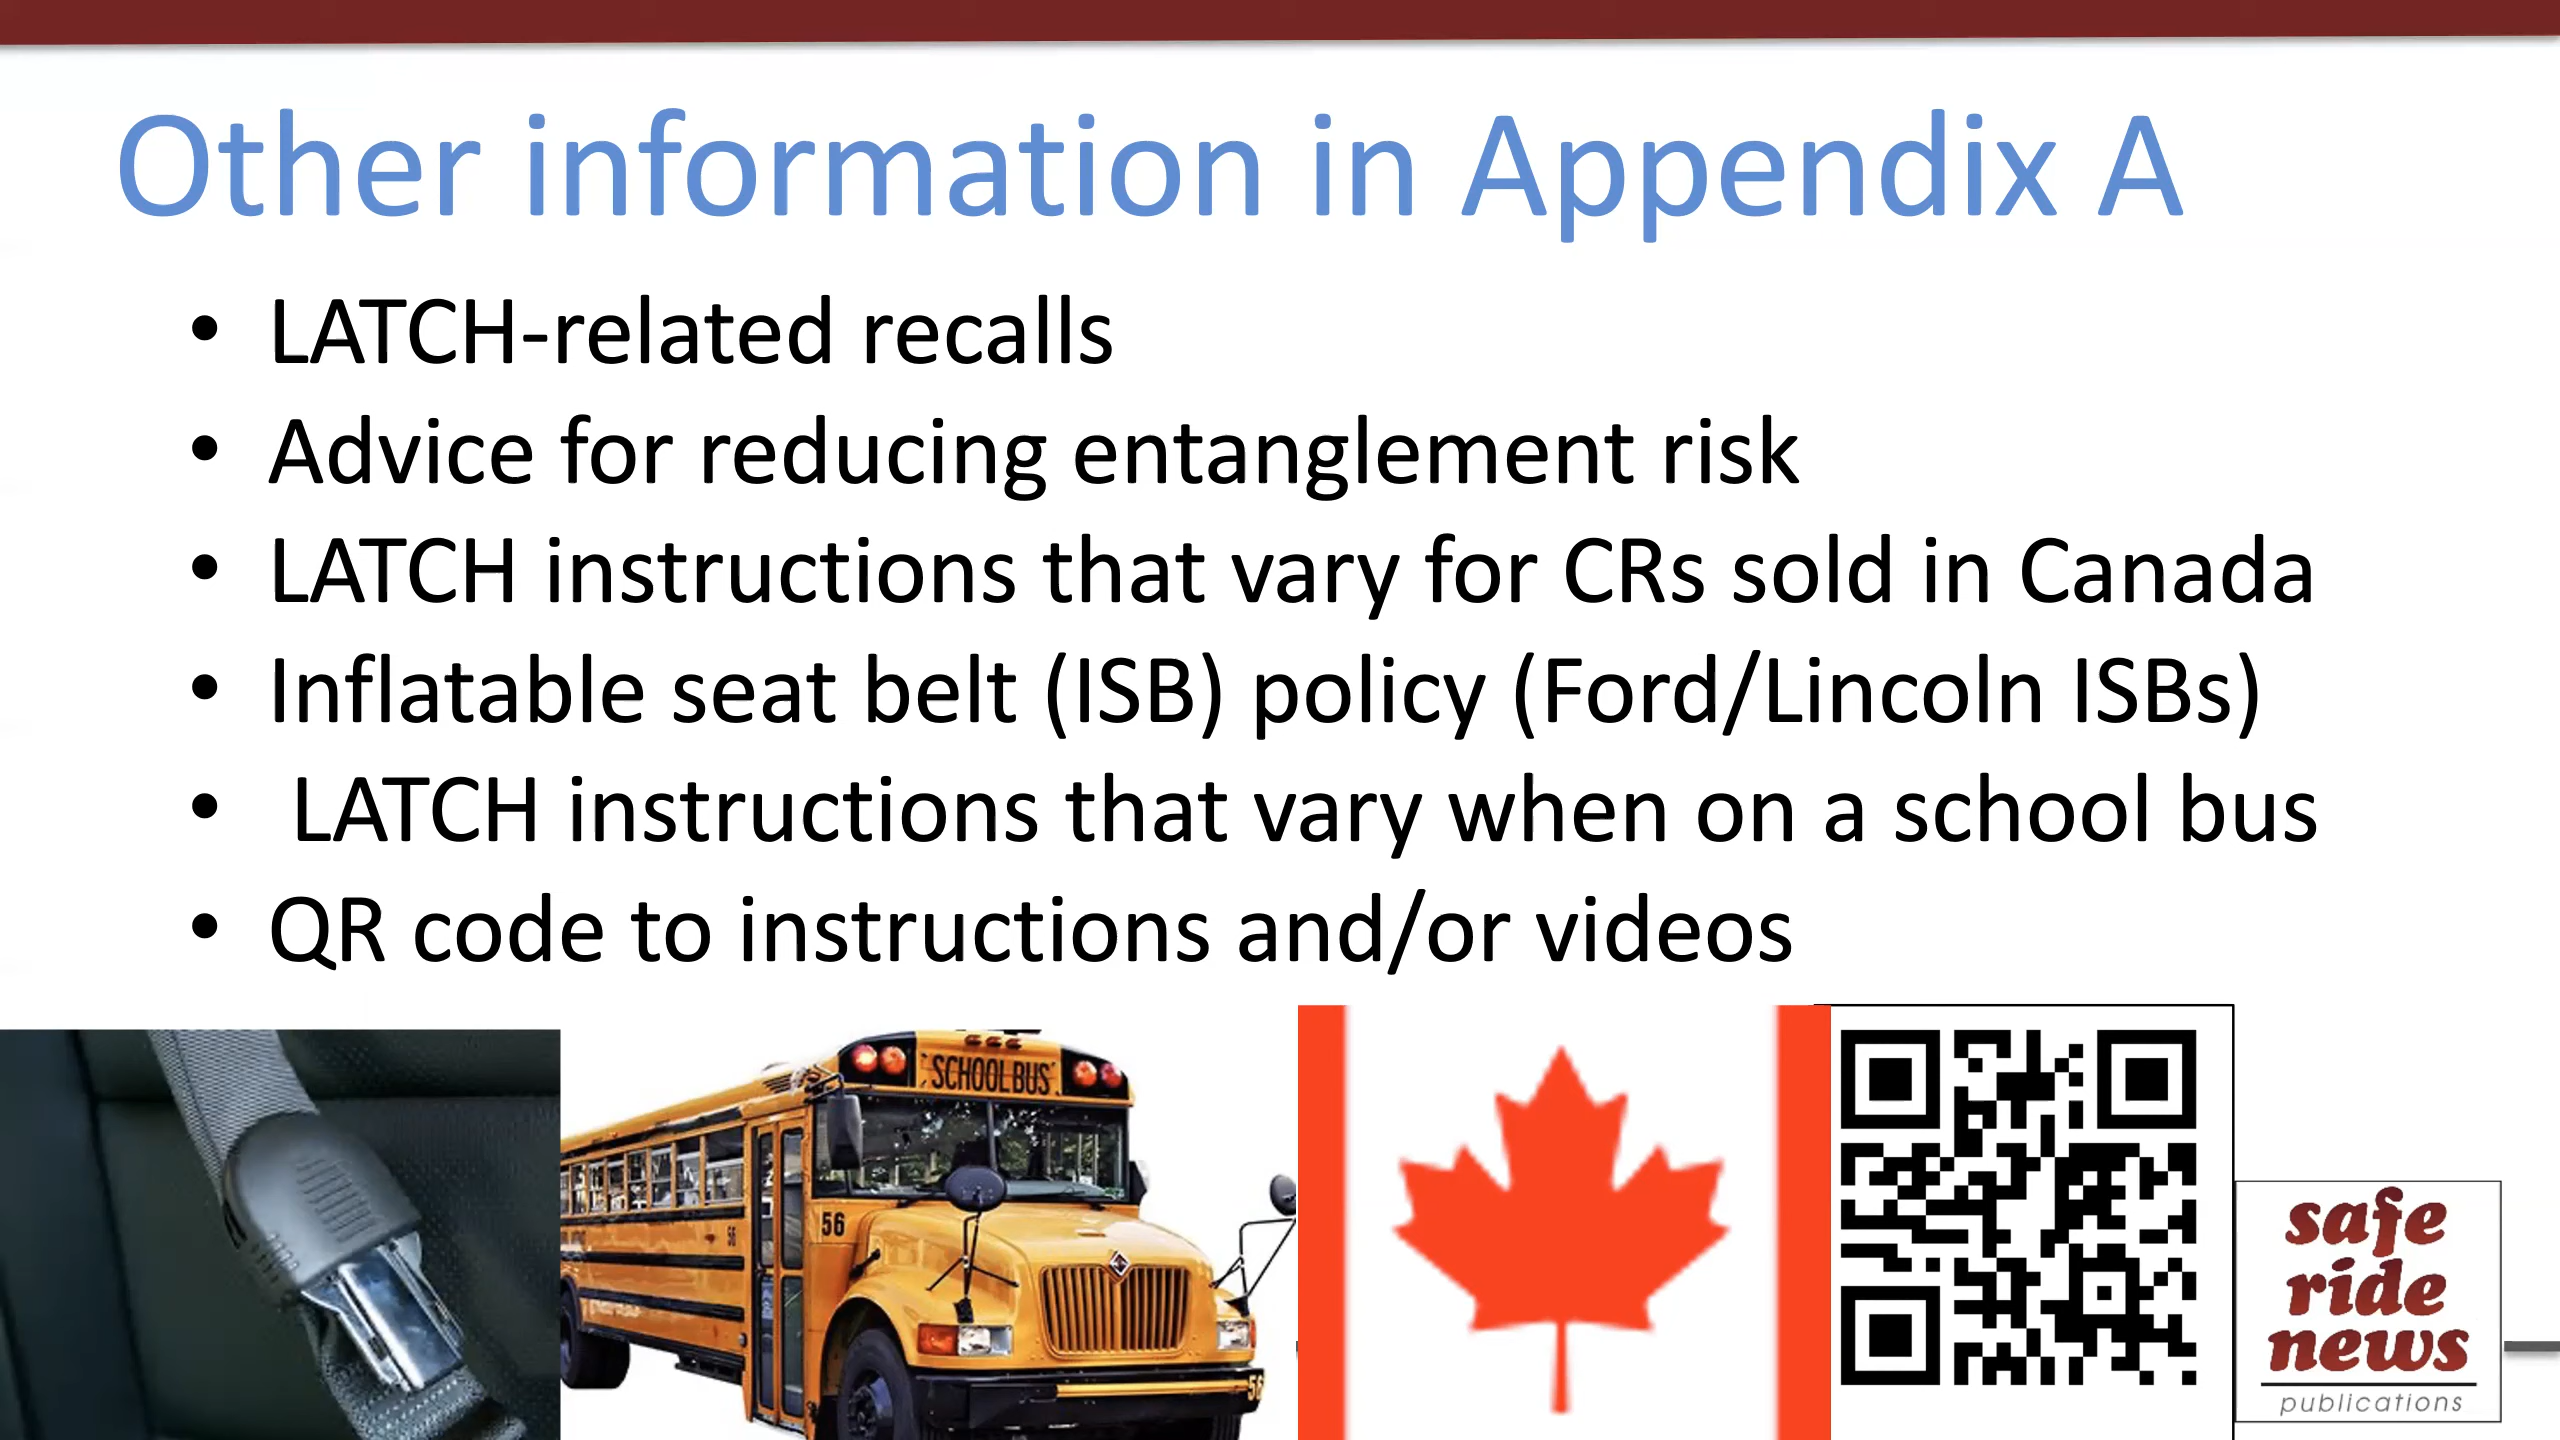 Other information in Appendix A
• LATCH-related recalls
• Advice for reducing entanglement risk
• LATCH instructions that vary for CRs sold in Canada
• Inflatable seat belt (ISB) policy (Ford/Lincoln ISBs)
• LATCH instructions that vary when on a school bus
• QR code to instructions and/or videos
SCHOOL BUS
56
56
56
safe
ride
news
publications